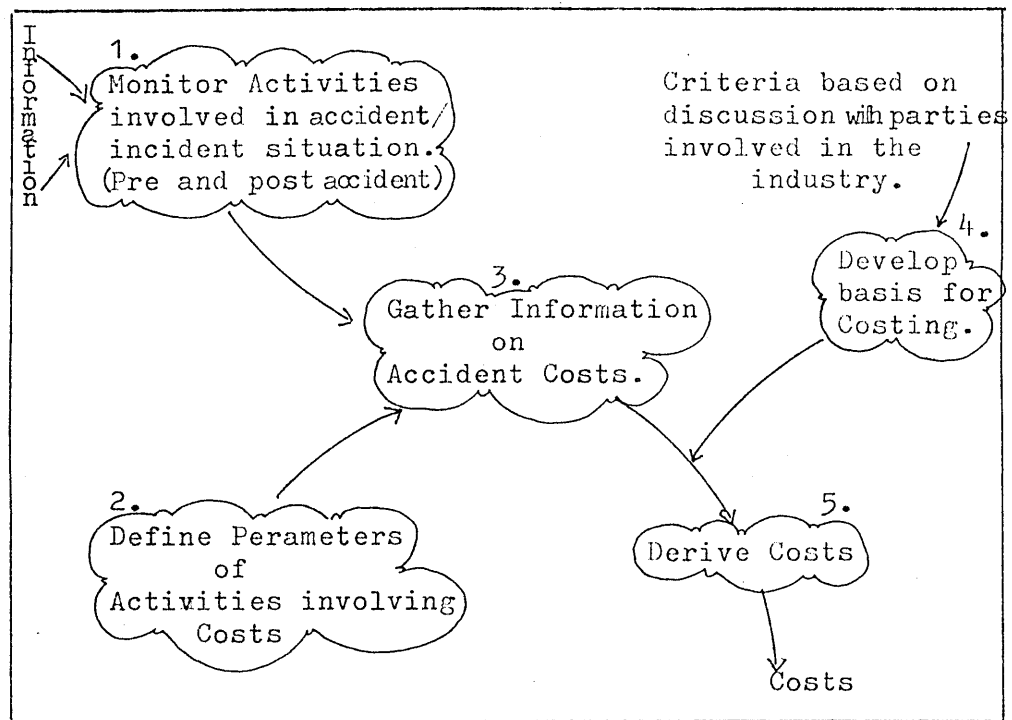 Information
1.
Monitor Activities
involved in accident/
incident situation.
(Pre and post accident)
Criteria based on
discussion with parties
involved in the
industry.
4.
Develop
basis for
Costing.
3.
Gather Information
on
Accident Costs.
2.
Define Perameters
of
Activities involving
Costs
5.
Derive Costs
Costs